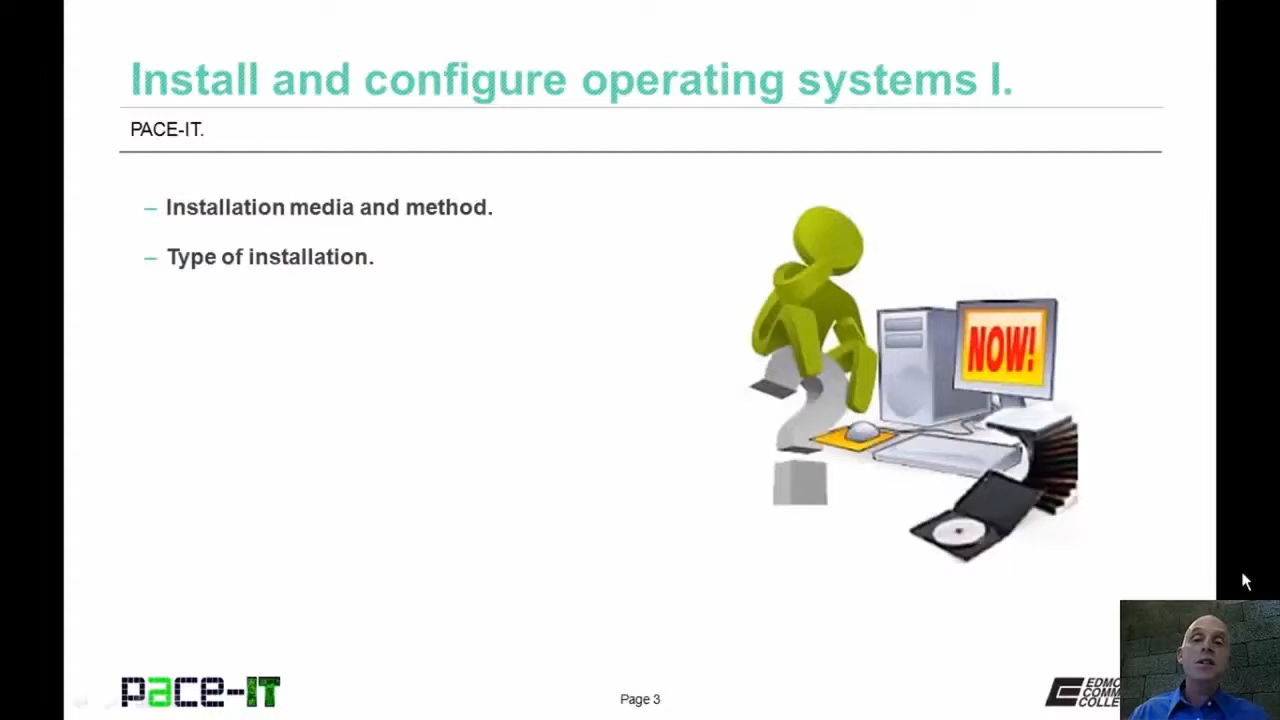 Install and configure operating systems I.
PACE-IT.
– Installation media and method.
– Type of installation.
NOW!
pace-IT
Page 3